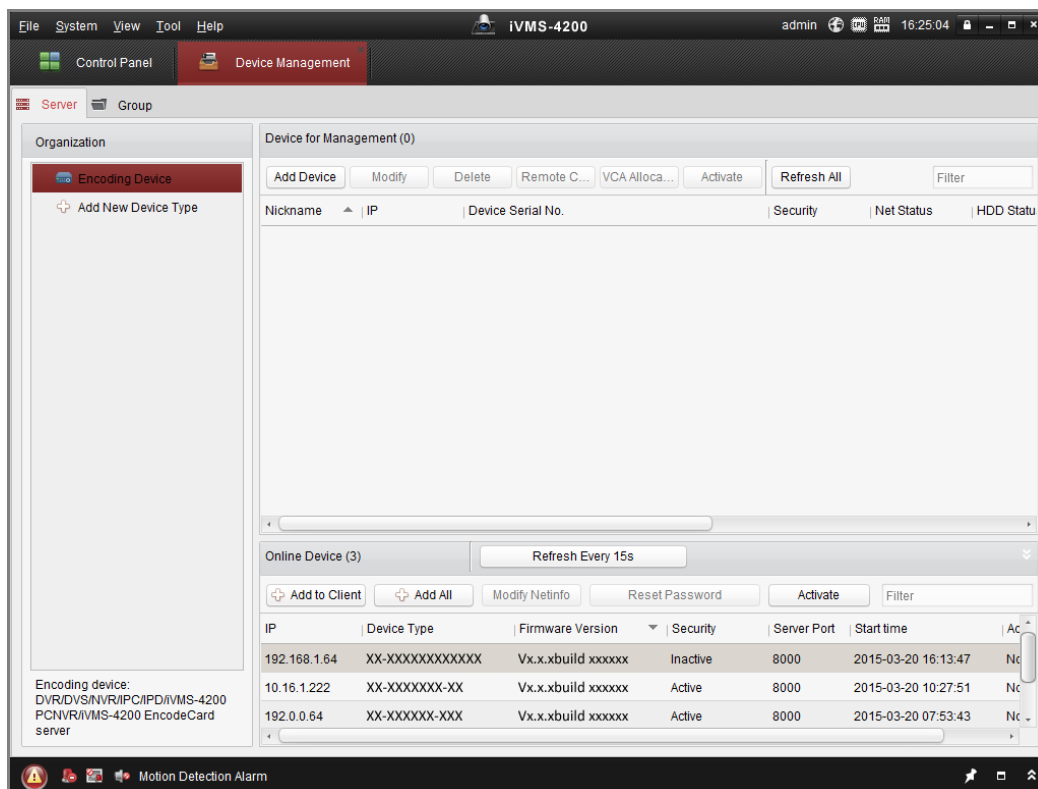 File System View Tool Help iVMS-4200 admin CPU RAM 16:25:04
Control Panel Device Management
Server Group
Organization
Encoding Device
Add New Device Type
Encoding device:
DVR/DVS/NVR/IPC/IPD/iVMS-4200
PCNVR/iVMS-4200 EncodeCard
server
Device for Management (0)
Add Device Modify Delete Remote C... VCA Alloca... Activate Refresh All Filter
Nickname IP Device Serial No. Security Net Status HDD Statu
Online Device (3) Refresh Every 15s
Add to Client Add All Modify Netinfo Reset Password Activate Filter
IP Device Type Firmware Version Security Server Port Start time Ad
192.168.1.64 XX-XXXXXXXXXXXX Vx.x.xbuild xxxxxx Inactive 8000 2015-03-20 16:13:47 No
10.16.1.222 XX-XXXXXXX-XX Vx.x.xbuild xxxxxx Active 8000 2015-03-20 10:27:51 No
192.0.0.64 XX-XXXXXX-XXX Vx.x.xbuild xxxxxx Active 8000 2015-03-20 07:53:43 No
Motion Detection Alarm